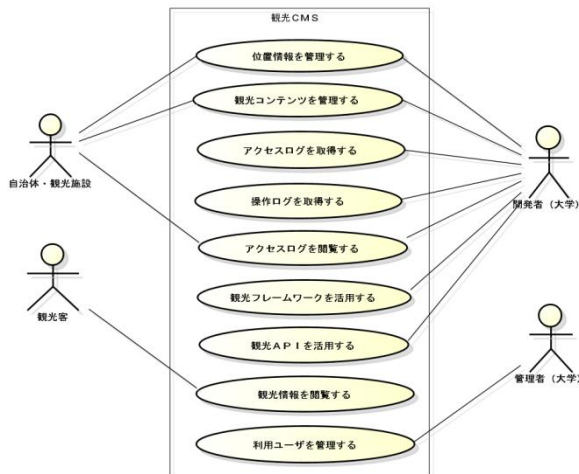 観光CMS
位置情報を管理する
観光コンテンツを管理する
アクセスログを取得する
操作ログを取得する
アクセスログを閲覧する
観光フレームワークを活用する
観光APIを活用する
観光情報を閲覧する
利用ユーザを管理する
自治体・観光施設
観光客
開発者（大学）
管理者（大学）